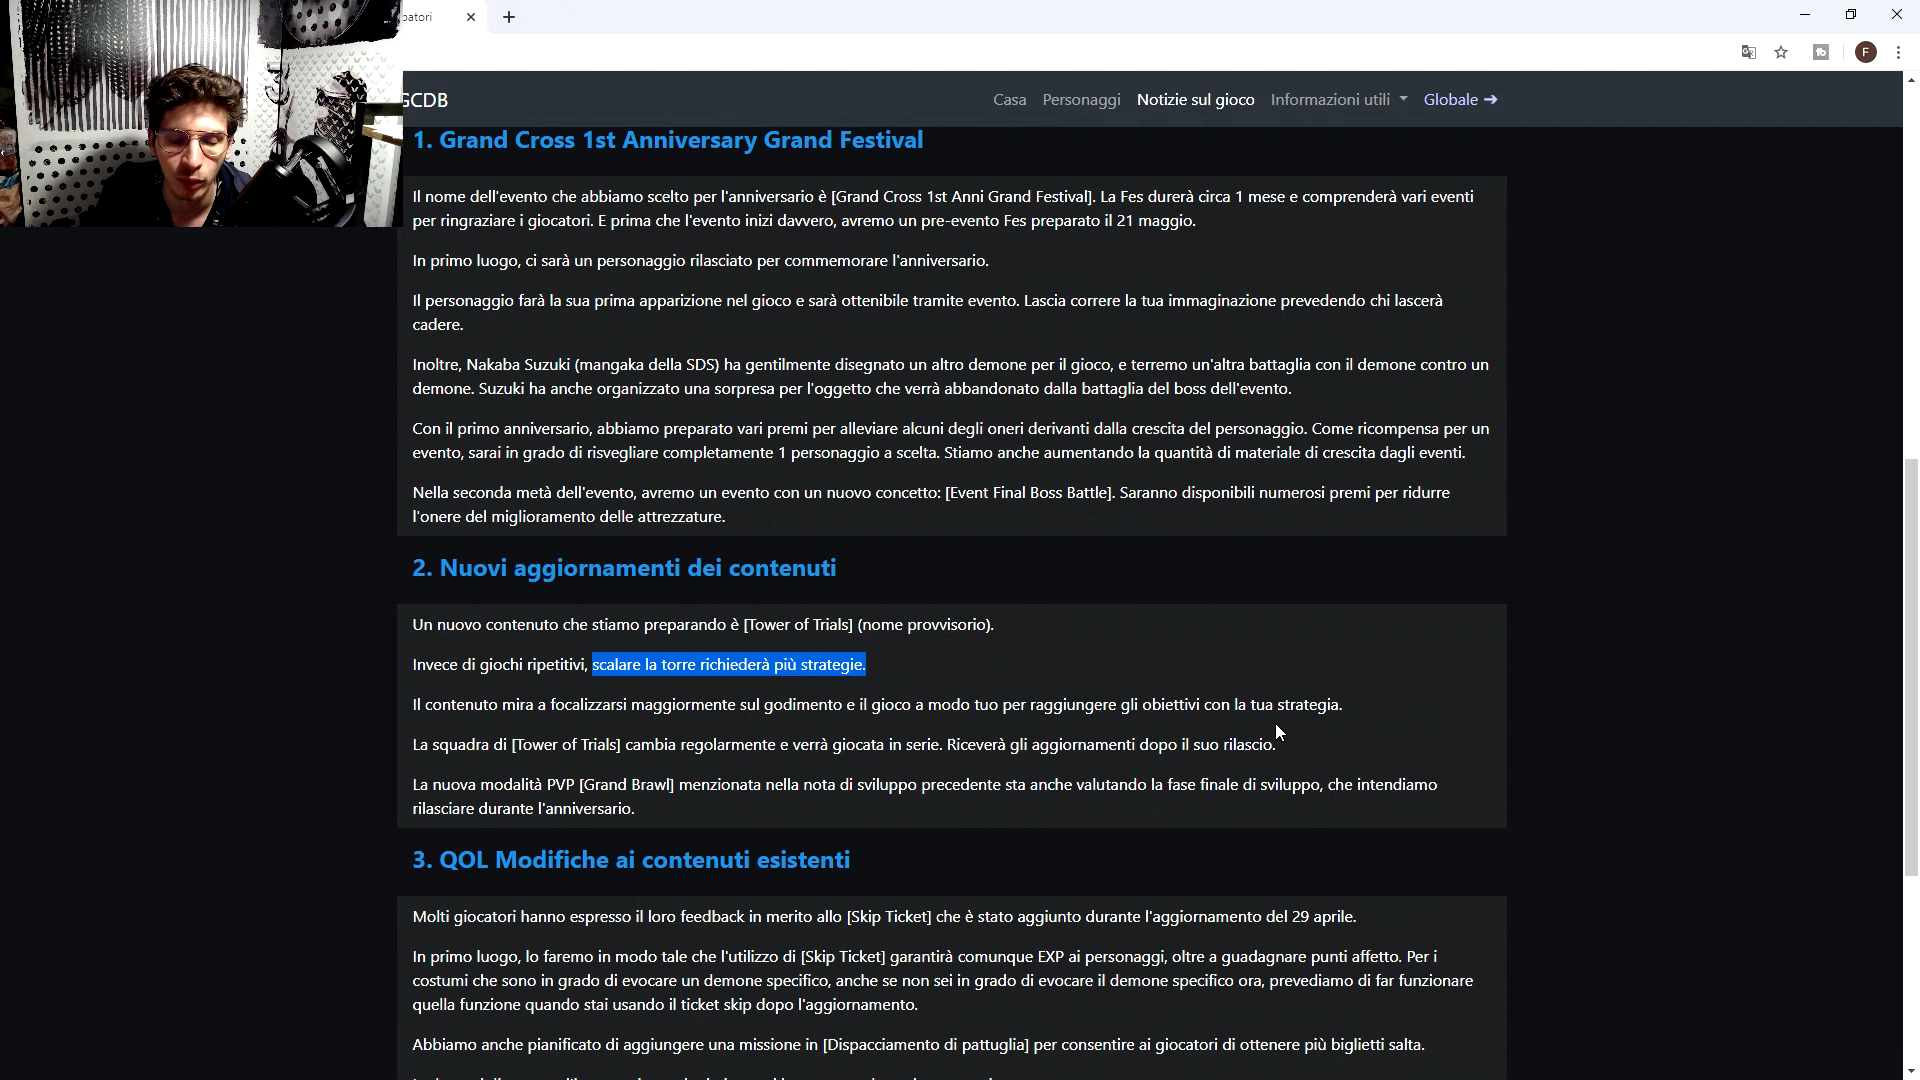 patori
F
GCDB
Casa Personaggi Notizie sul gioco Informazioni utili Globale ➔
1. Grand Cross 1st Anniversary Grand Festival
Il nome dell'evento che abbiamo scelto per l'anniversario è [Grand Cross 1st Anni Grand Festival]. La Fes durerà circa 1 mese e comprenderà vari eventi
per ringraziare i giocatori. E prima che l'evento inizi davvero, avremo un pre-evento Fes preparato il 21 maggio.
In primo luogo, ci sarà un personaggio rilasciato per commemorare l'anniversario.
Il personaggio farà la sua prima apparizione nel gioco e sarà ottenibile tramite evento. Lascia correre la tua immaginazione prevedendo chi lascerà
cadere.
Inoltre, Nakaba Suzuki (mangaka della SDS) ha gentilmente disegnato un altro demone per il gioco, e terremo un'altra battaglia con il demone contro un
demone. Suzuki ha anche organizzato una sorpresa per l'oggetto che verrà abbandonato dalla battaglia del boss dell'evento.
Con il primo anniversario, abbiamo preparato vari premi per alleviare alcuni degli oneri derivanti dalla crescita del personaggio. Come ricompensa per un
evento, sarai in grado di risvegliare completamente 1 personaggio a scelta. Stiamo anche aumentando la quantità di materiale di crescita dagli eventi.
Nella seconda metà dell'evento, avremo un evento con un nuovo concetto: [Event Final Boss Battle]. Saranno disponibili numerosi premi per ridurre
l'onere del miglioramento delle attrezzature.
2. Nuovi aggiornamenti dei contenuti
Un nuovo contenuto che stiamo preparando è [Tower of Trials] (nome provvisorio).
Invece di giochi ripetitivi, scalare la torre richiederà più strategie.
Il contenuto mira a focalizzarsi maggiormente sul godimento e il gioco a modo tuo per raggiungere gli obiettivi con la tua strategia.
La squadra di [Tower of Trials] cambia regolarmente e verrà giocata in serie. Riceverà gli aggiornamenti dopo il suo rilascio.
La nuova modalità PVP [Grand Brawl] menzionata nella nota di sviluppo precedente sta anche valutando la fase finale di sviluppo, che intendiamo
rilasciare durante l'anniversario.
3. QOL Modifiche ai contenuti esistenti
Molti giocatori hanno espresso il loro feedback in merito allo [Skip Ticket] che è stato aggiunto durante l'aggiornamento del 29 aprile.
In primo luogo, lo faremo in modo tale che l'utilizzo di [Skip Ticket] garantirà comunque EXP ai personaggi, oltre a guadagnare punti affetto. Per i
costumi che sono in grado di evocare un demone specifico, anche se non sei in grado di evocare il demone specifico ora, prevediamo di far funzionare
quella funzione quando stai usando il ticket skip dopo l'aggiornamento.
Abbiamo anche pianificato di aggiungere una missione in [Dispacciamento di pattuglia] per consentire ai giocatori di ottenere più biglietti salta.